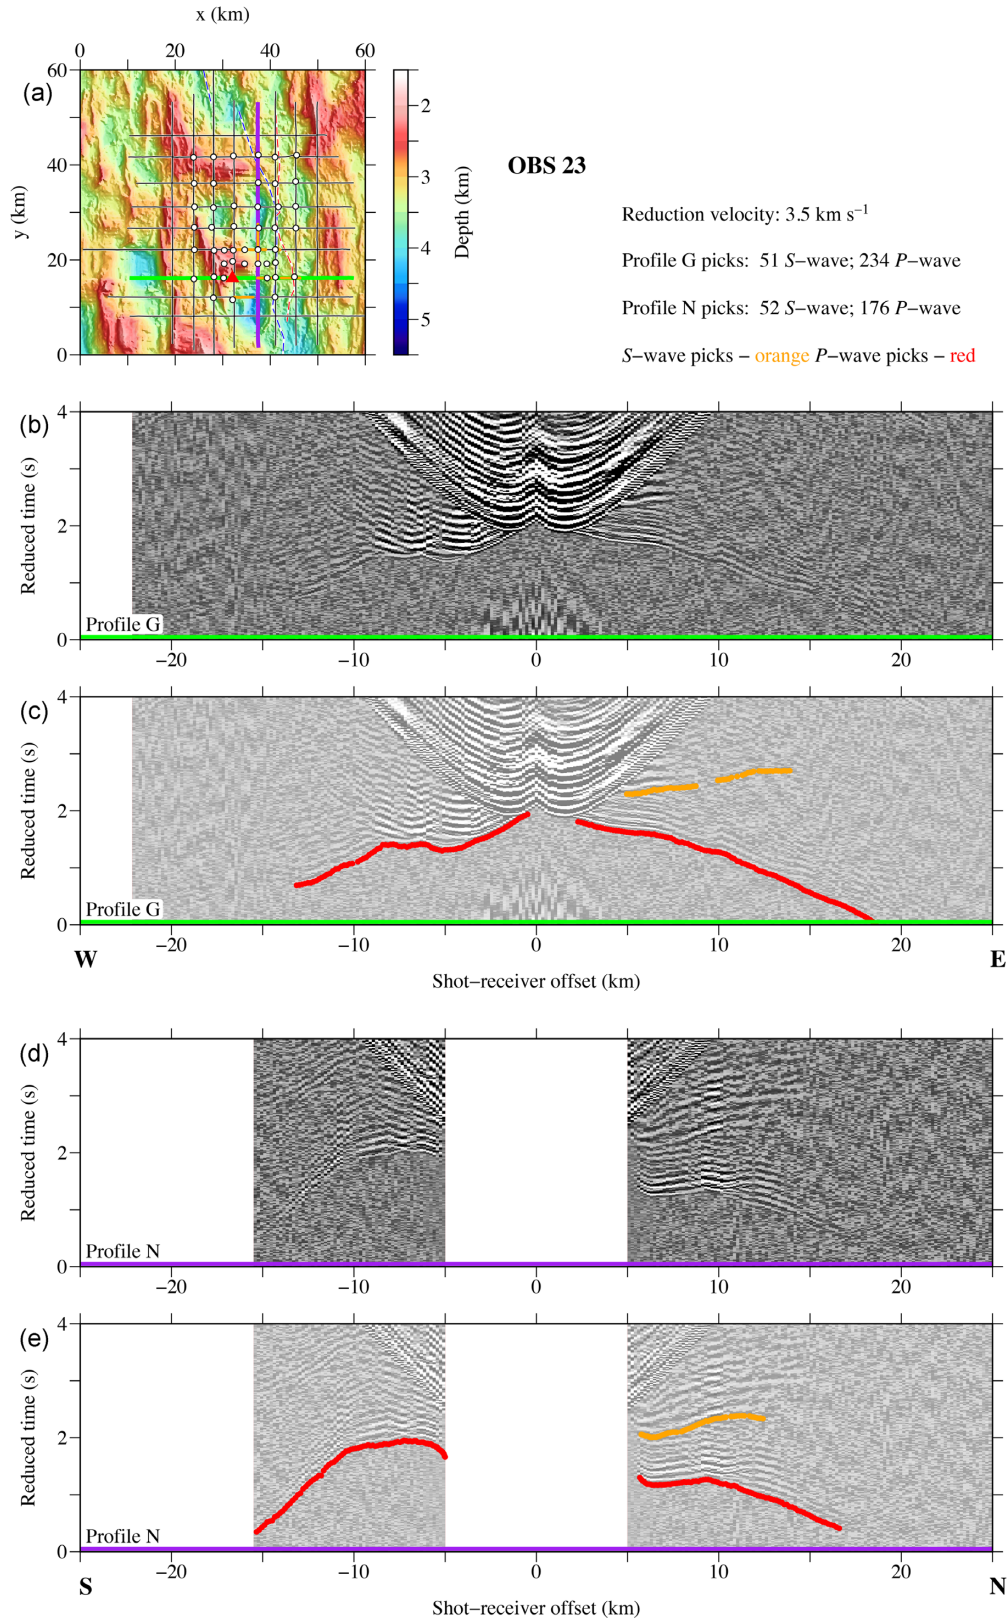 x (km)
0 20 40 60
(a)
60
40
20
0
y (km)
0 20 40 60
2
3
4
5
Depth (km)
OBS 23
Reduction velocity: 3.5 km s⁻¹
Profile G picks: 51 S−wave; 234 P−wave
Profile N picks: 52 S−wave; 176 P−wave
S−wave picks − orange P−wave picks − red
(b)
4
2
0
Reduced time (s)
Profile G
−20 −10 0 10 20
(c)
4
2
0
Reduced time (s)
Profile G
−20 −10 0 10 20
W E
Shot−receiver offset (km)
(d)
4
2
0
Reduced time (s)
Profile N
−20 −10 0 10 20
(e)
4
2
0
Reduced time (s)
Profile N
−20 −10 0 10 20
S N
Shot−receiver offset (km)